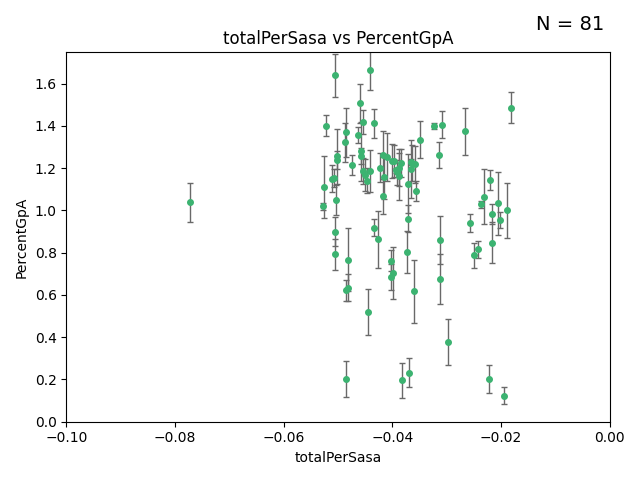 N = 81
totalPerSasa vs PercentGpA
PercentGpA
1.6
1.4
1.2
1.0
0.8
0.6
0.4
0.2
0.0
−0.10 −0.08 −0.06 −0.04 −0.02 0.00
totalPerSasa